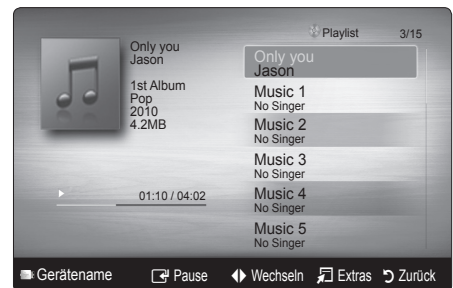 Playlist 3/15
Only you
Jason
1st Album
Pop
2010
4.2MB
01:10 / 04:02
Only you
Jason
Music 1
No Singer
Music 2
No Singer
Music 3
No Singer
Music 4
No Singer
Music 5
No Singer
Gerätename Pause Wechseln Extras Zurück